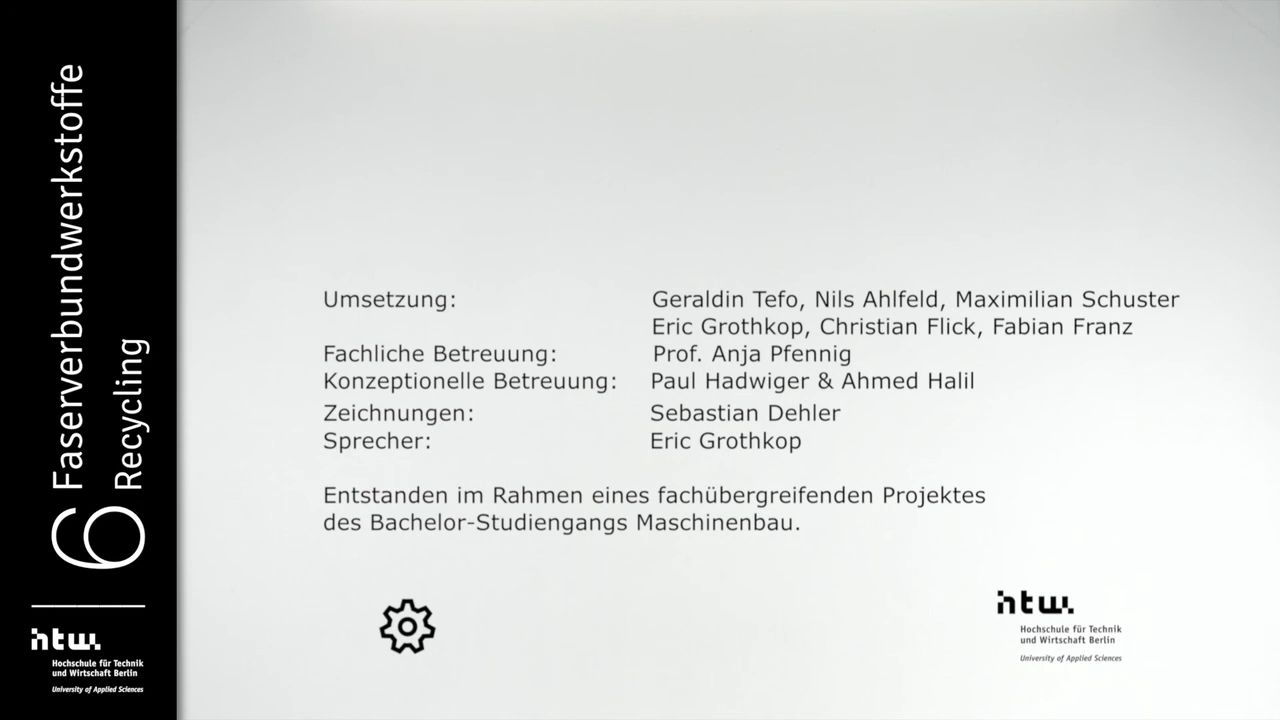 6 Faserverbundwerkstoffe
Recycling
htw.
Hochschule für Technik
und Wirtschaft Berlin
University of Applied Sciences
Umsetzung: Geraldin Tefo, Nils Ahlfeld, Maximilian Schuster
Eric Grothkop, Christian Flick, Fabian Franz
Fachliche Betreuung: Prof. Anja Pfennig
Konzeptionelle Betreuung: Paul Hadwiger & Ahmed Halil
Zeichnungen: Sebastian Dehler
Sprecher: Eric Grothkop
Entstanden im Rahmen eines fachübergreifenden Projektes
des Bachelor-Studiengangs Maschinenbau.
htw.
Hochschule für Technik
und Wirtschaft Berlin
University of Applied Sciences